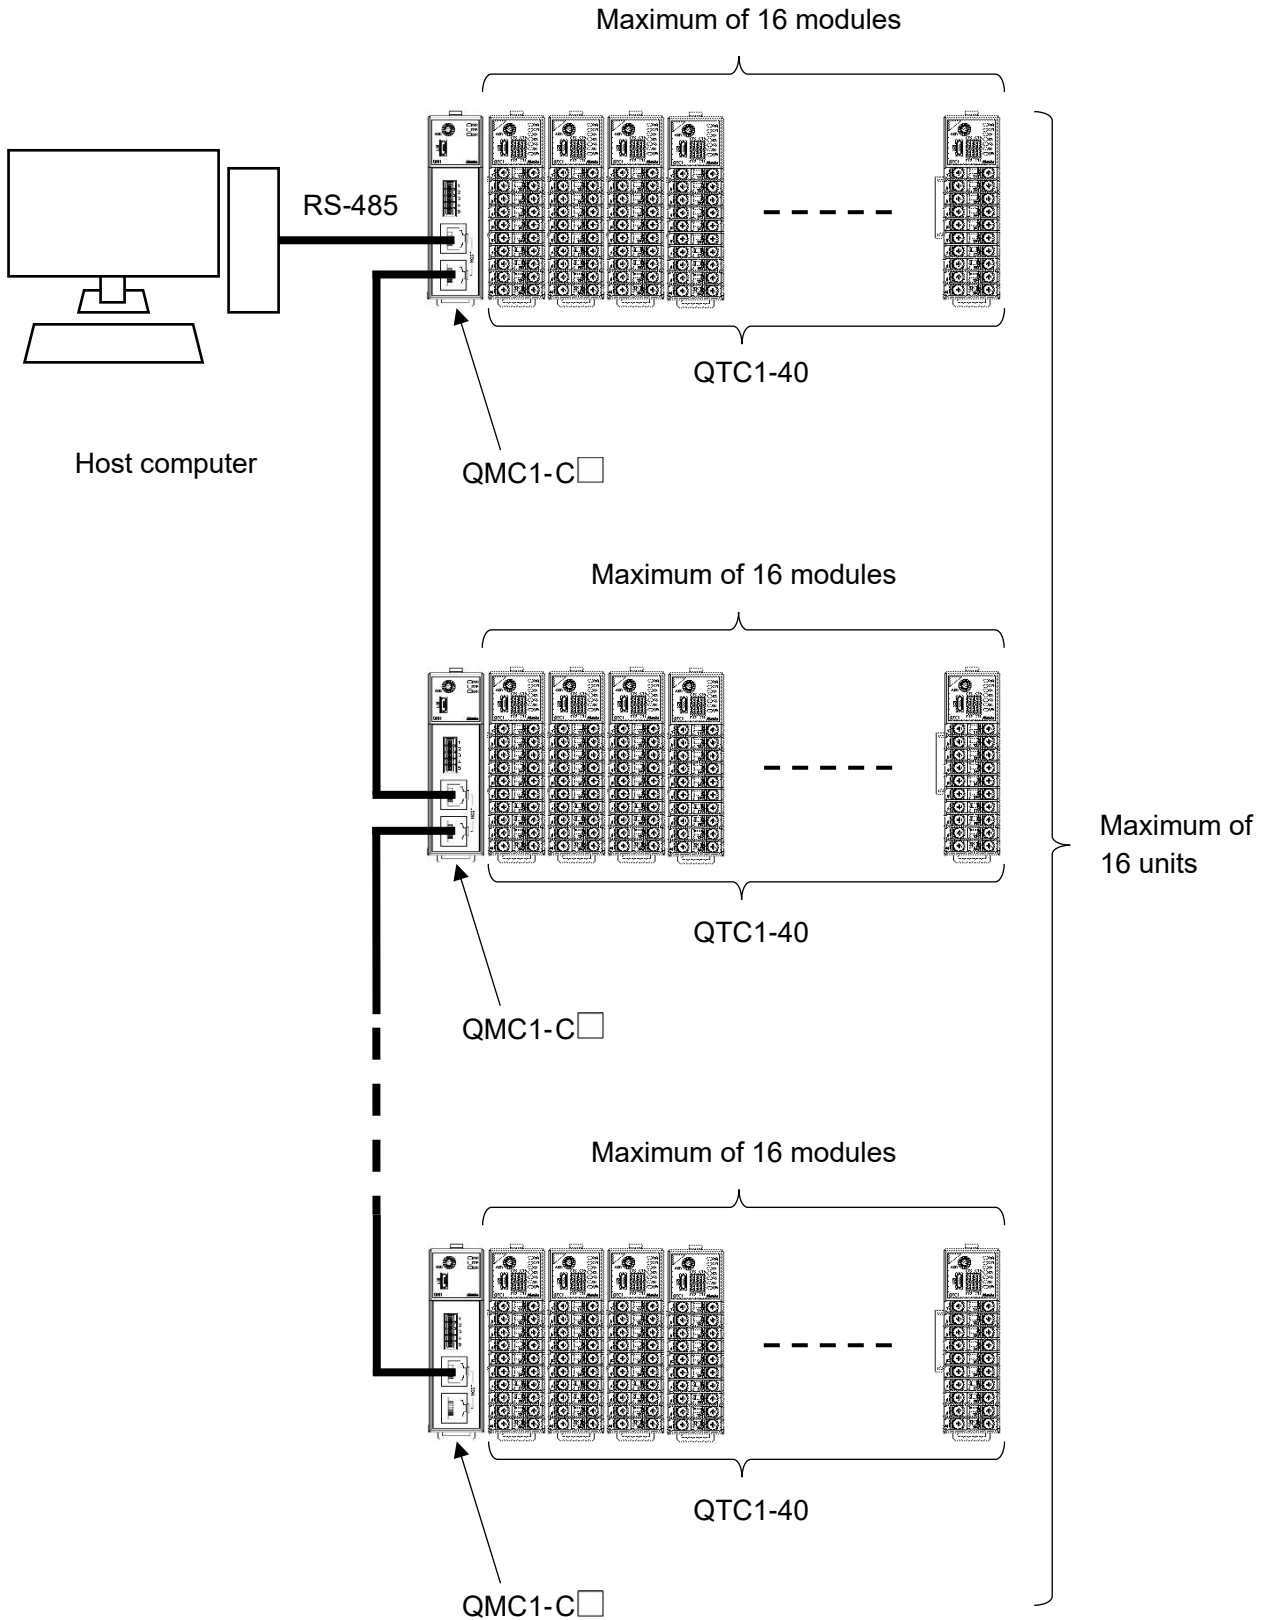 Maximum of 16 modules
RS-485
QTC1-40
Host computer
QMC1-C□
Maximum of 16 modules
Maximum of
16 units
QTC1-40
QMC1-C□
Maximum of 16 modules
QTC1-40
QMC1-C□